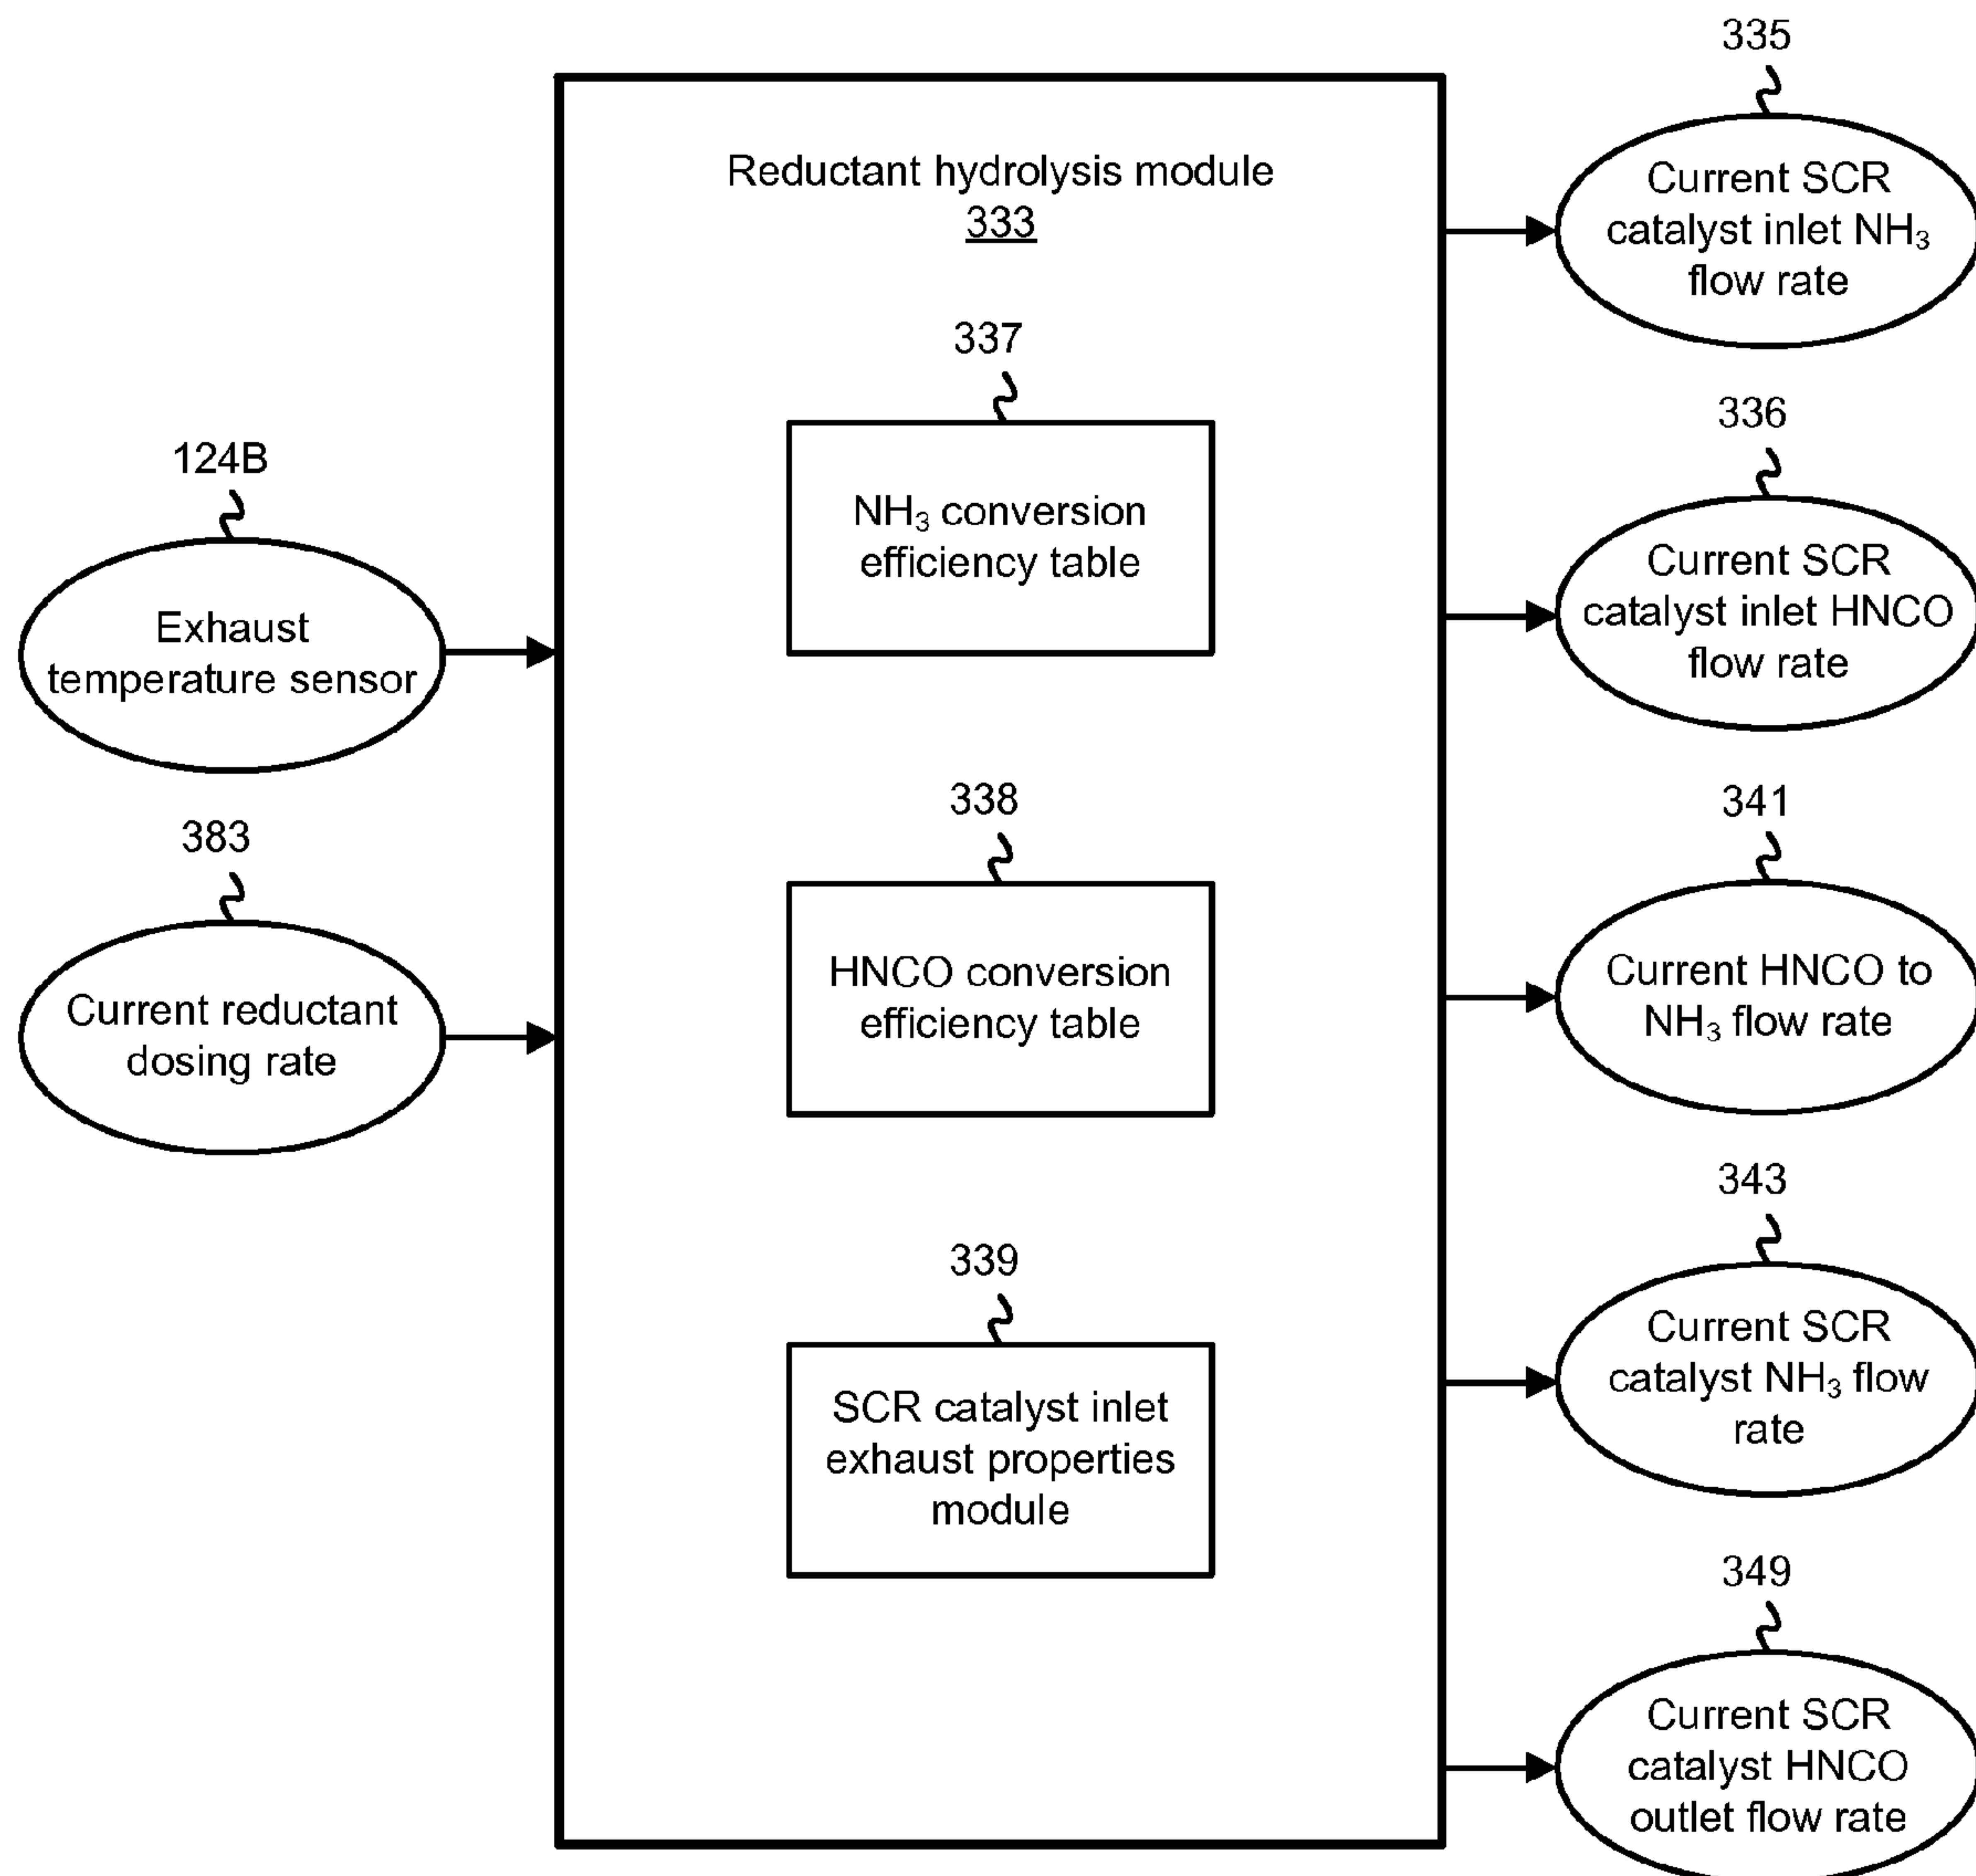 335
Reductant hydrolysis module
333
Current SCR
catalyst inlet NH₃
flow rate
337
NH₃ conversion
efficiency table
336
Current SCR
catalyst inlet HNCO
flow rate
124B
Exhaust
temperature sensor
338
HNCO conversion
efficiency table
341
Current HNCO to
NH₃ flow rate
383
Current reductant
dosing rate
343
Current SCR
catalyst NH₃ flow
rate
339
SCR catalyst inlet
exhaust properties
module
349
Current SCR
catalyst HNCO
outlet flow rate